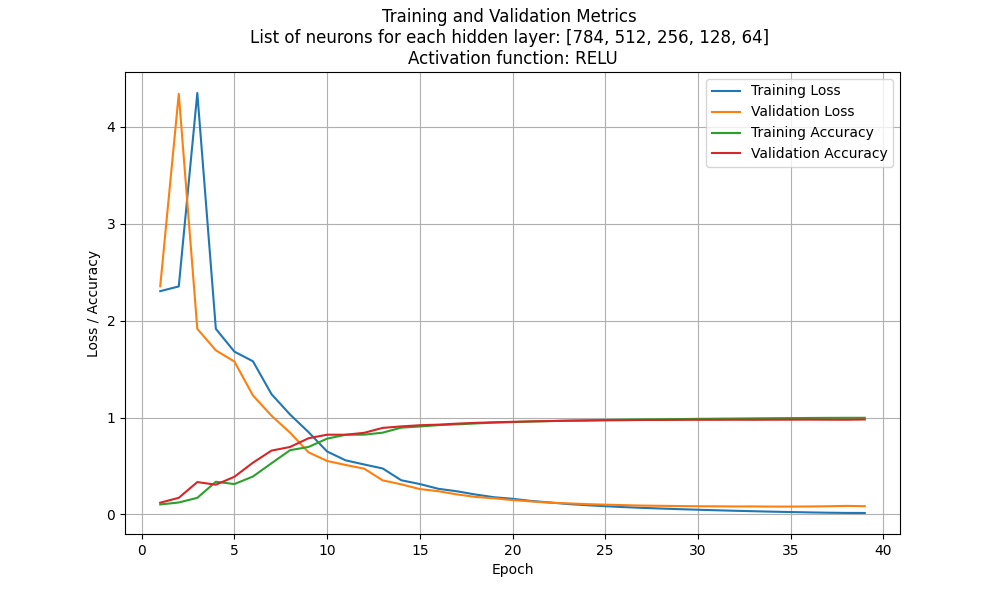 Training and Validation Metrics
List of neurons for each hidden layer: [784, 512, 256, 128, 64]
Activation function: RELU
Training Loss
Validation Loss
Training Accuracy
Validation Accuracy
Loss / Accuracy
4
3
2
1
0
0 5 10 15 20 25 30 35 40
Epoch